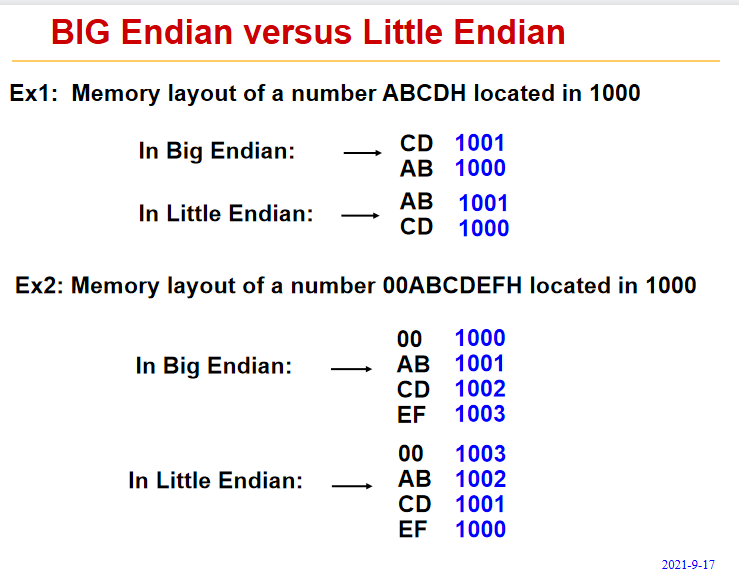 BIG Endian versus Little Endian
Ex1: Memory layout of a number ABCDH located in 1000
In Big Endian:
CD 1001
AB 1000
In Little Endian:
AB 1001
CD 1000
Ex2: Memory layout of a number 00ABCDEFH located in 1000
In Big Endian:
00 1000
AB 1001
CD 1002
EF 1003
In Little Endian:
00 1003
AB 1002
CD 1001
EF 1000
2021-9-17